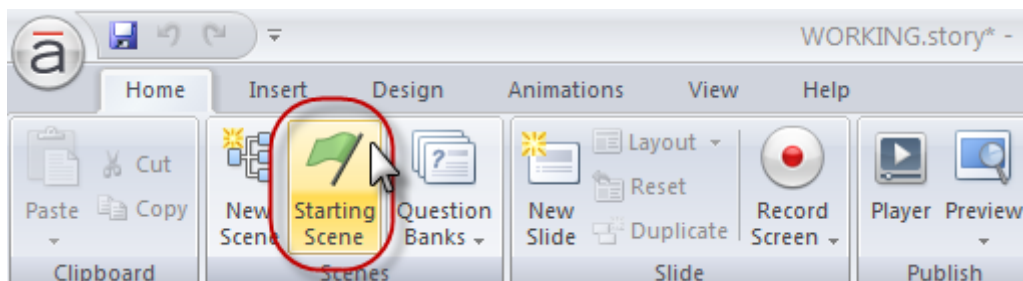 ā
WORKING.story* -
Home Insert Design Animations View Help
Paste
Cut
Copy
Clipboard
New
Scene
Starting
Scene
?
Question
Banks
Scenes
New
Slide
Layout
Reset
Duplicate
Record
Screen
Slide
Player
Preview
Publish